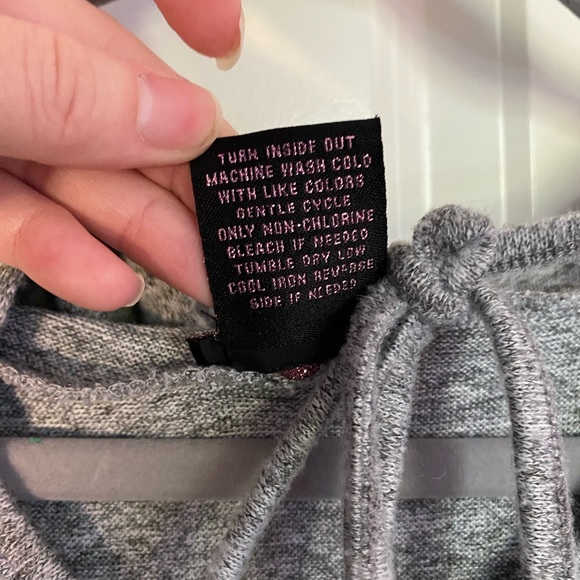 TURN INSIDE OUT
MACHINE WASH COLD
WITH LIKE COLORS
GENTLE CYCLE
ONLY NON-CHLORINE
BLEACH IF NEEDED
TUMBLE DRY LOW
COOL IRON REVERSE
SIDE IF NEEDED